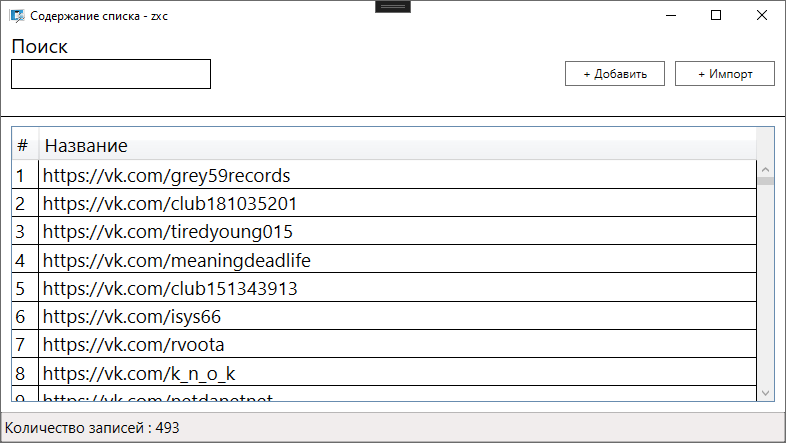 Содержание списка - zxc
Поиск
+ Добавить
+ Импорт
# Название
1 https://vk.com/grey59records
2 https://vk.com/club181035201
3 https://vk.com/tiredyoung015
4 https://vk.com/meaningdeadlife
5 https://vk.com/club151343913
6 https://vk.com/isys66
7 https://vk.com/rvoota
8 https://vk.com/k_n_o_k
9 https://vk.com/netdanetnet
Количество записей : 493